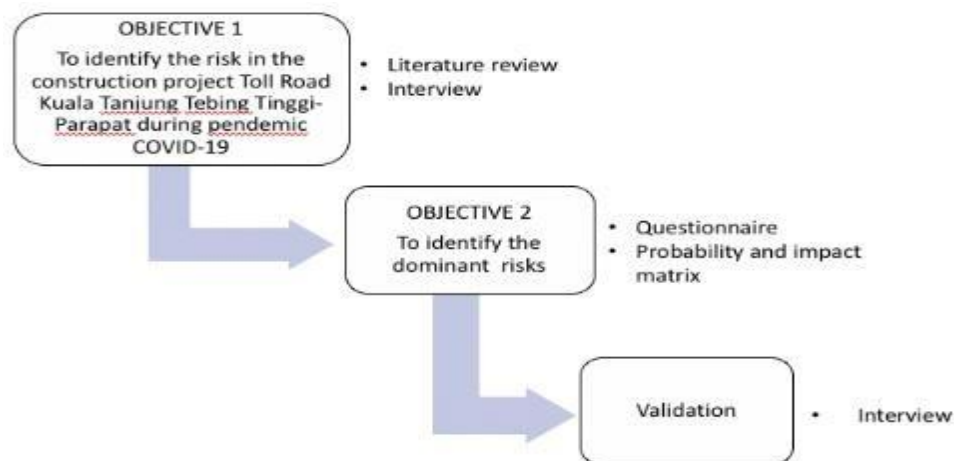 OBJECTIVE 1
To identify the risk in the
construction project Toll Road
Kuala Tanjung Tebing Tinggi-
Parapat during pendemic
COVID-19
• Literature review
• Interview
OBJECTIVE 2
To identify the
dominant risks
• Questionnaire
• Probability and impact
matrix
Validation
• Interview